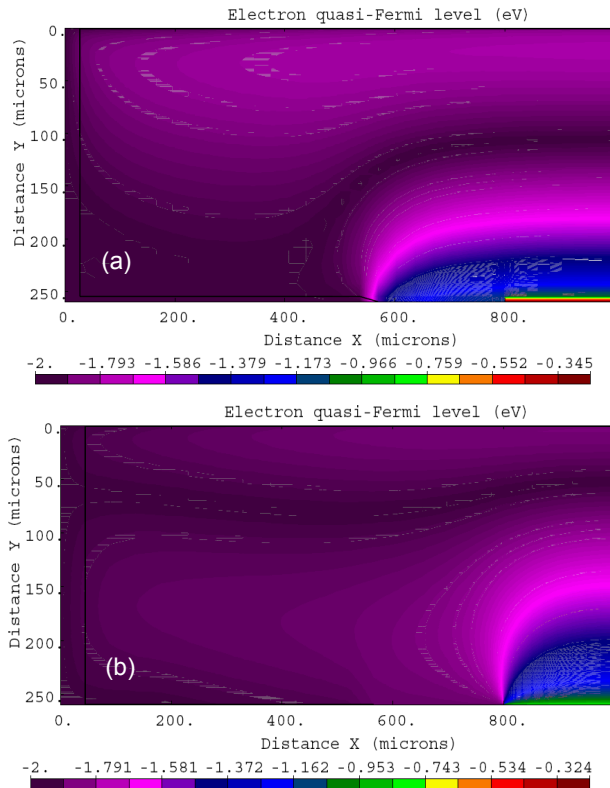 Electron quasi-Fermi level (eV)
Distance Y (microns)
0.
50.
100.
150.
200.
250.
(a)
0. 200. 400. 600. 800.
Distance X (microns)
-2. -1.793 -1.586 -1.379 -1.173 -0.966 -0.759 -0.552 -0.345
Electron quasi-Fermi level (eV)
Distance Y (microns)
0.
50.
100.
150.
200.
250.
(b)
0. 200. 400. 600. 800.
Distance X (microns)
-2. -1.791 -1.581 -1.372 -1.162 -0.953 -0.743 -0.534 -0.324